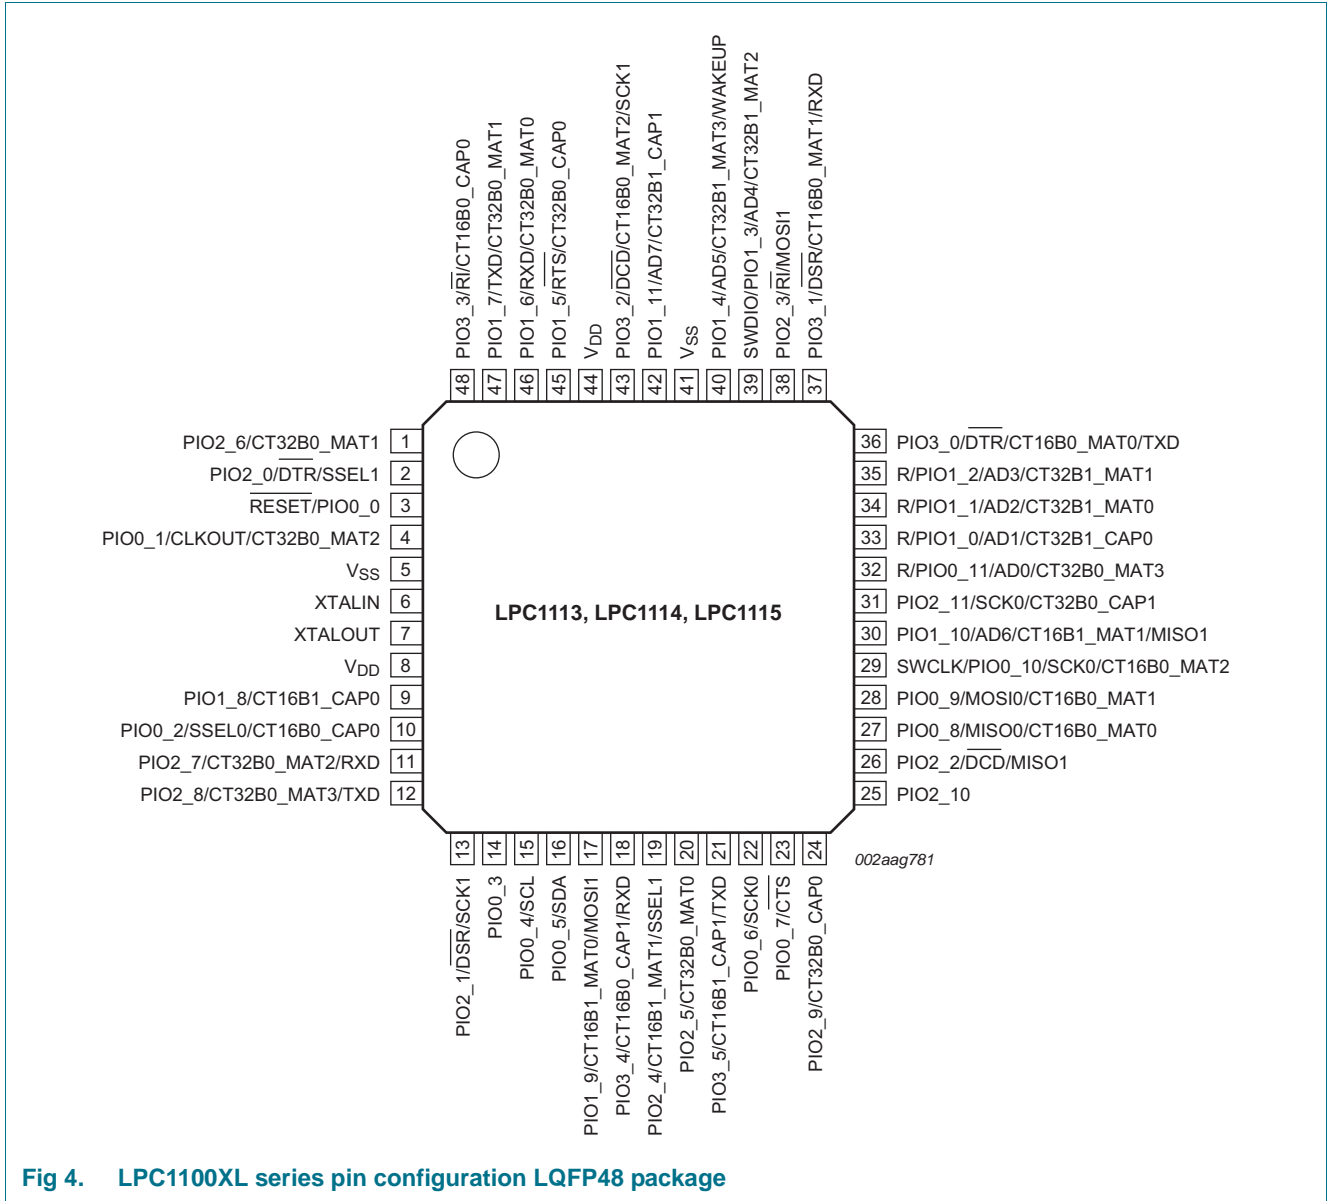 PIO3_3/RI/CT16B0_CAP0
PIO1_7/TXD/CT32B0_MAT1
PIO1_6/RXD/CT32B0_MAT0
PIO1_5/RTS/CT32B0_CAP0
VDD
PIO3_2/DCD/CT16B0_MAT2/SCK1
PIO1_11/AD7/CT32B1_CAP1
VSS
PIO1_4/AD5/CT32B1_MAT3/WAKEUP
SWDIO/PIO1_3/AD4/CT32B1_MAT2
PIO2_3/RI/MOSI1
PIO3_1/DSR/CT16B0_MAT1/RXD
48
47
46
45
44
43
42
41
40
39
38
37
PIO2_6/CT32B0_MAT1 1
PIO2_0/DTR/SSEL1 2
RESET/PIO0_0 3
PIO0_1/CLKOUT/CT32B0_MAT2 4
VSS 5
XTALIN 6
XTALOUT 7
VDD 8
PIO1_8/CT16B1_CAP0 9
PIO0_2/SSEL0/CT16B0_CAP0 10
PIO2_7/CT32B0_MAT2/RXD 11
PIO2_8/CT32B0_MAT3/TXD 12
LPC1113, LPC1114, LPC1115
36 PIO3_0/DTR/CT16B0_MAT0/TXD
35 R/PIO1_2/AD3/CT32B1_MAT1
34 R/PIO1_1/AD2/CT32B1_MAT0
33 R/PIO1_0/AD1/CT32B1_CAP0
32 R/PIO0_11/AD0/CT32B0_MAT3
31 PIO2_11/SCK0/CT32B0_CAP1
30 PIO1_10/AD6/CT16B1_MAT1/MISO1
29 SWCLK/PIO0_10/SCK0/CT16B0_MAT2
28 PIO0_9/MOSI0/CT16B0_MAT1
27 PIO0_8/MISO0/CT16B0_MAT0
26 PIO2_2/DCD/MISO1
25 PIO2_10
13
14
15
16
17
18
19
20
21
22
23
24
PIO2_1/DSR/SCK1
PIO0_3
PIO0_4/SCL
PIO0_5/SDA
PIO1_9/CT16B1_MAT0/MOSI1
PIO3_4/CT16B0_CAP1/RXD
PIO2_4/CT16B1_MAT1/SSEL1
PIO2_5/CT32B0_MAT0
PIO3_5/CT16B1_CAP1/TXD
PIO0_6/SCK0
PIO0_7/CTS
PIO2_9/CT32B0_CAP0
002aag781
Fig 4. LPC1100XL series pin configuration LQFP48 package